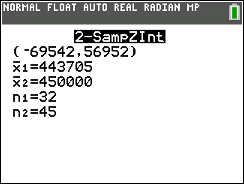 NORMAL FLOAT AUTO REAL RADIAN MP
2-SampZInt
(-69542,56952)
x̄1=443705
x̄2=450000
n1=32
n2=45